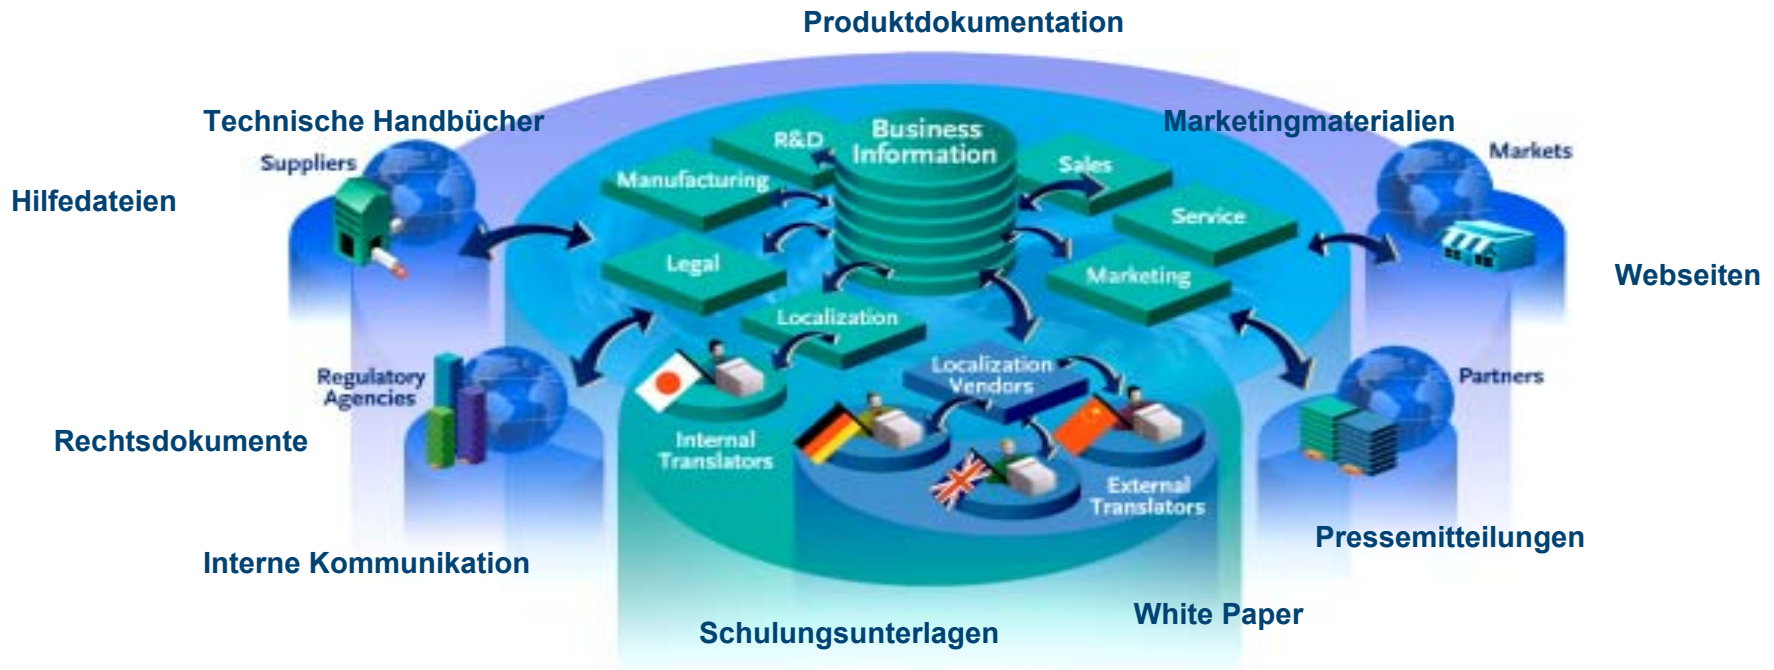 Produktdokumentation
Technische Handbücher
Marketingmaterialien
Suppliers
Markets
Hilfedateien
R&D
Business
Information
Sales
Manufacturing
Service
Legal
Marketing
Webseiten
Localization
Regulatory
Agencies
Localization
Vendors
Partners
Rechtsdokumente
Internal
Translators
External
Translators
Pressemitteilungen
Interne Kommunikation
White Paper
Schulungsunterlagen